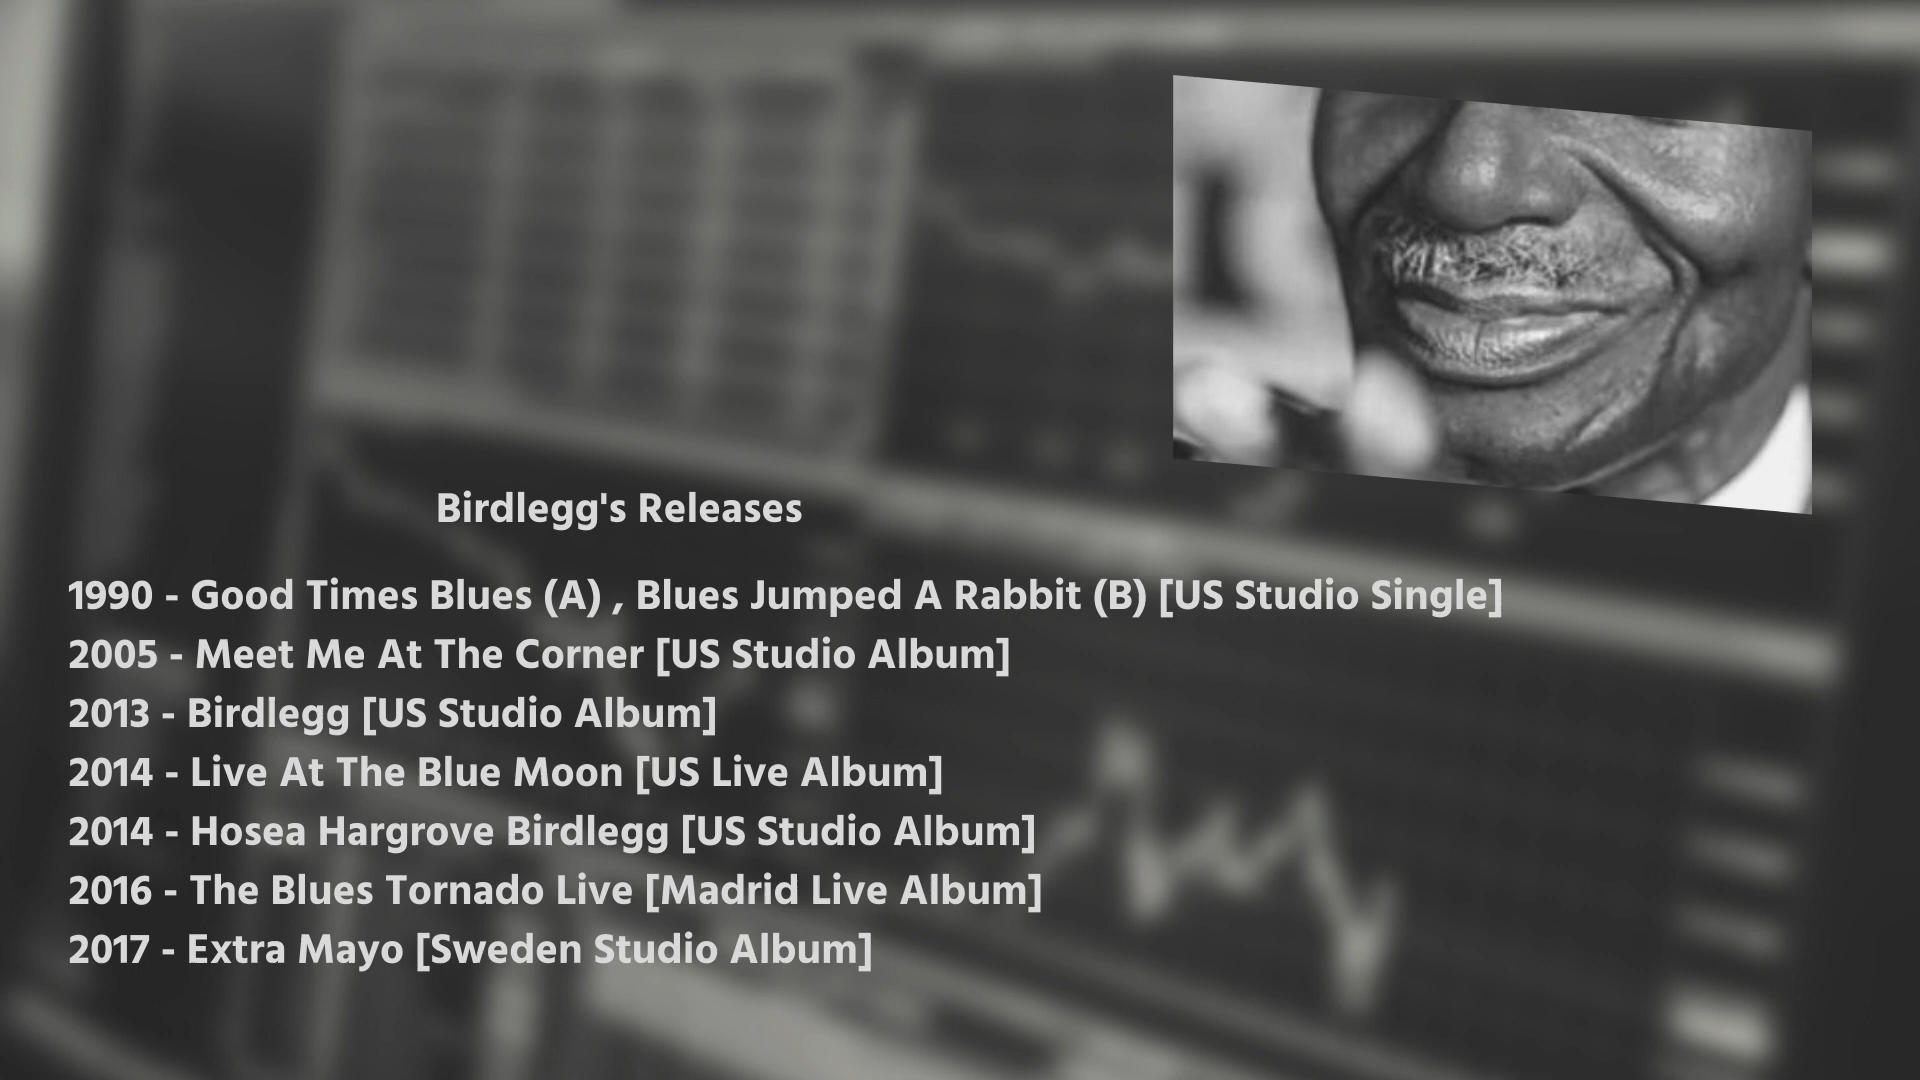 Birdlegg's Releases
1990 - Good Times Blues (A) , Blues Jumped A Rabbit (B) [US Studio Single]
2005 - Meet Me At The Corner [US Studio Album]
2013 - Birdlegg [US Studio Album]
2014 - Live At The Blue Moon [US Live Album]
2014 - Hosea Hargrove Birdlegg [US Studio Album]
2016 - The Blues Tornado Live [Madrid Live Album]
2017 - Extra Mayo [Sweden Studio Album]